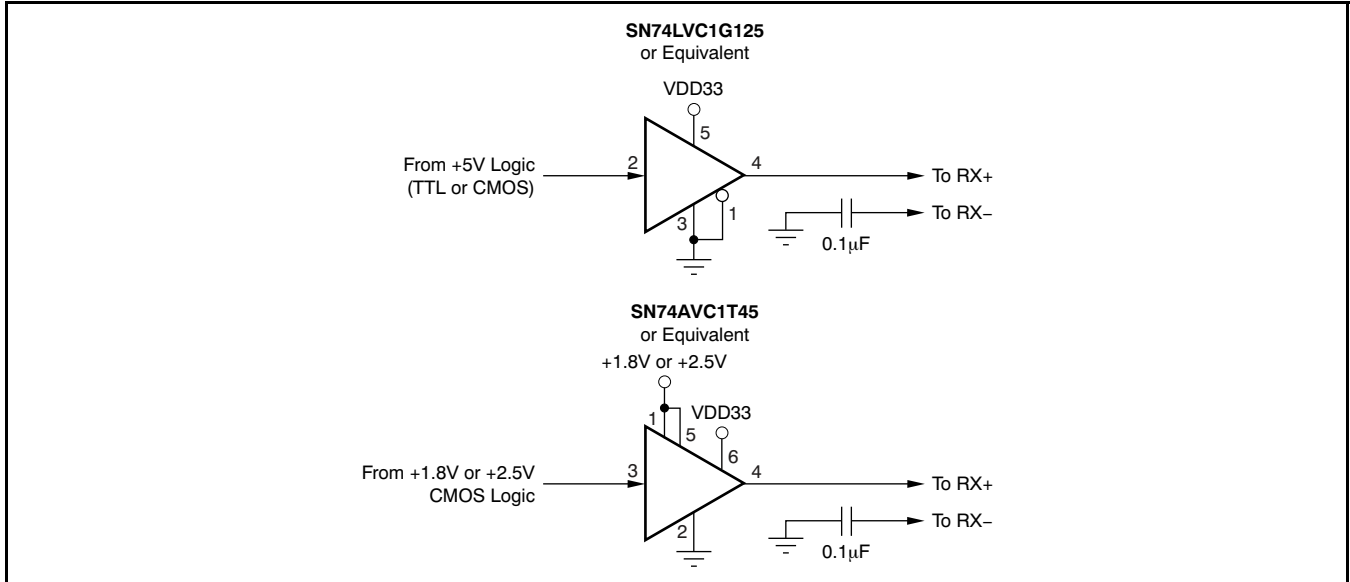 SN74LVC1G125
or Equivalent
VDD33
5
From +5V Logic
(TTL or CMOS)
2
4
To RX+
To RX−
3
1
0.1μF
SN74AVC1T45
or Equivalent
+1.8V or +2.5V
VDD33
1
5
6
From +1.8V or +2.5V
CMOS Logic
3
4
To RX+
To RX−
2
0.1μF